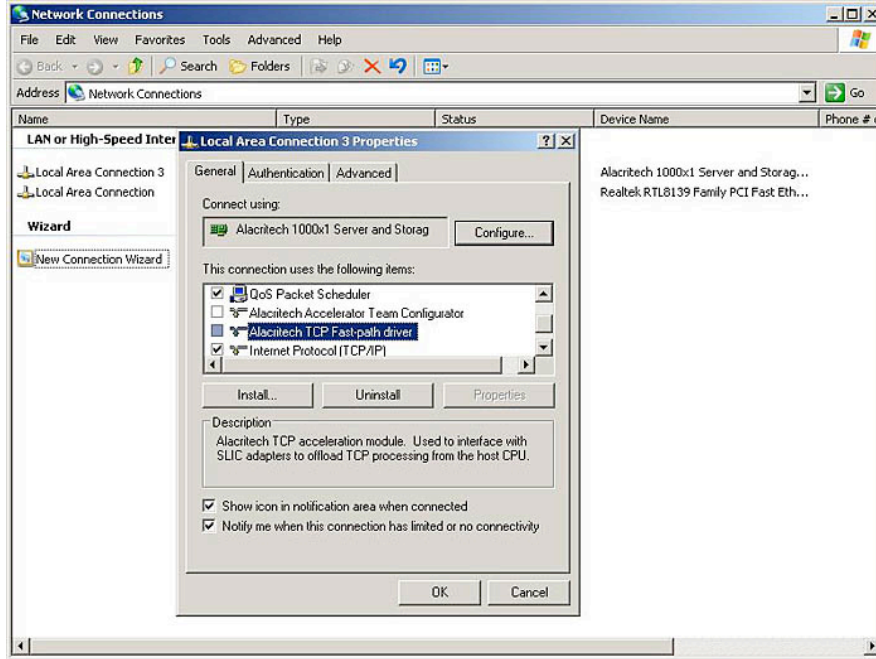 Network Connections
File Edit View Favorites Tools Advanced Help
Back Search Folders
Address Network Connections Go
Name Type Status Device Name Phone #
LAN or High-Speed Inter
Local Area Connection 3 Alacritech 1000x1 Server and Storag...
Local Area Connection Realtek RTL8139 Family PCI Fast Eth...
Wizard
New Connection Wizard
Local Area Connection 3 Properties
General Authentication Advanced
Connect using:
Alacritech 1000x1 Server and Storag Configure...
This connection uses the following items:
QoS Packet Scheduler
Alacritech Accelerator Team Configurator
Alacritech TCP Fast-path driver
Internet Protocol (TCP/IP)
Install... Uninstall Properties
Description
Alacritech TCP acceleration module. Used to interface with
SLIC adapters to offload TCP processing from the host CPU.
Show icon in notification area when connected
Notify me when this connection has limited or no connectivity
OK Cancel